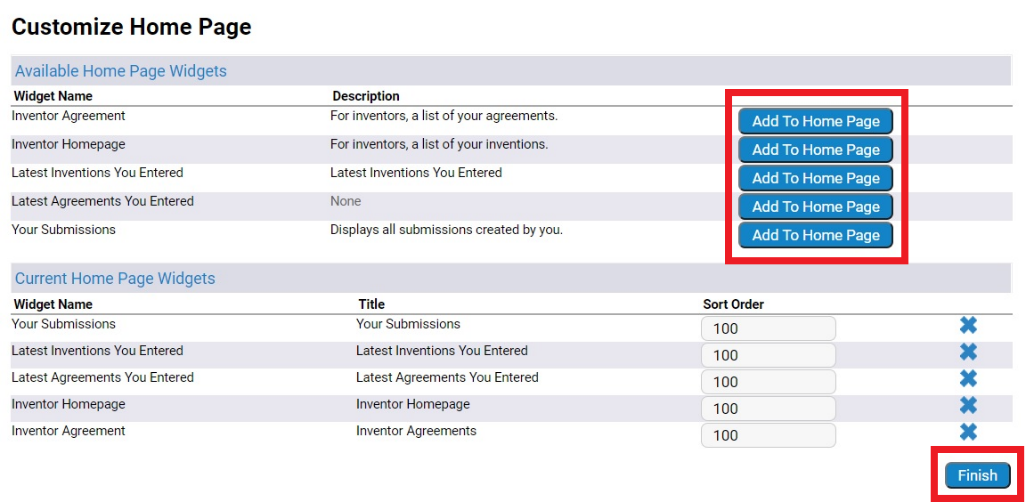 Customize Home Page
Available Home Page Widgets
Widget Name Description
Inventor Agreement For inventors, a list of your agreements. Add To Home Page
Inventor Homepage For inventors, a list of your inventions. Add To Home Page
Latest Inventions You Entered Latest Inventions You Entered Add To Home Page
Latest Agreements You Entered None Add To Home Page
Your Submissions Displays all submissions created by you. Add To Home Page
Current Home Page Widgets
Widget Name Title Sort Order
Your Submissions Your Submissions 100
Latest Inventions You Entered Latest Inventions You Entered 100
Latest Agreements You Entered Latest Agreements You Entered 100
Inventor Homepage Inventor Homepage 100
Inventor Agreement Inventor Agreements 100
Finish